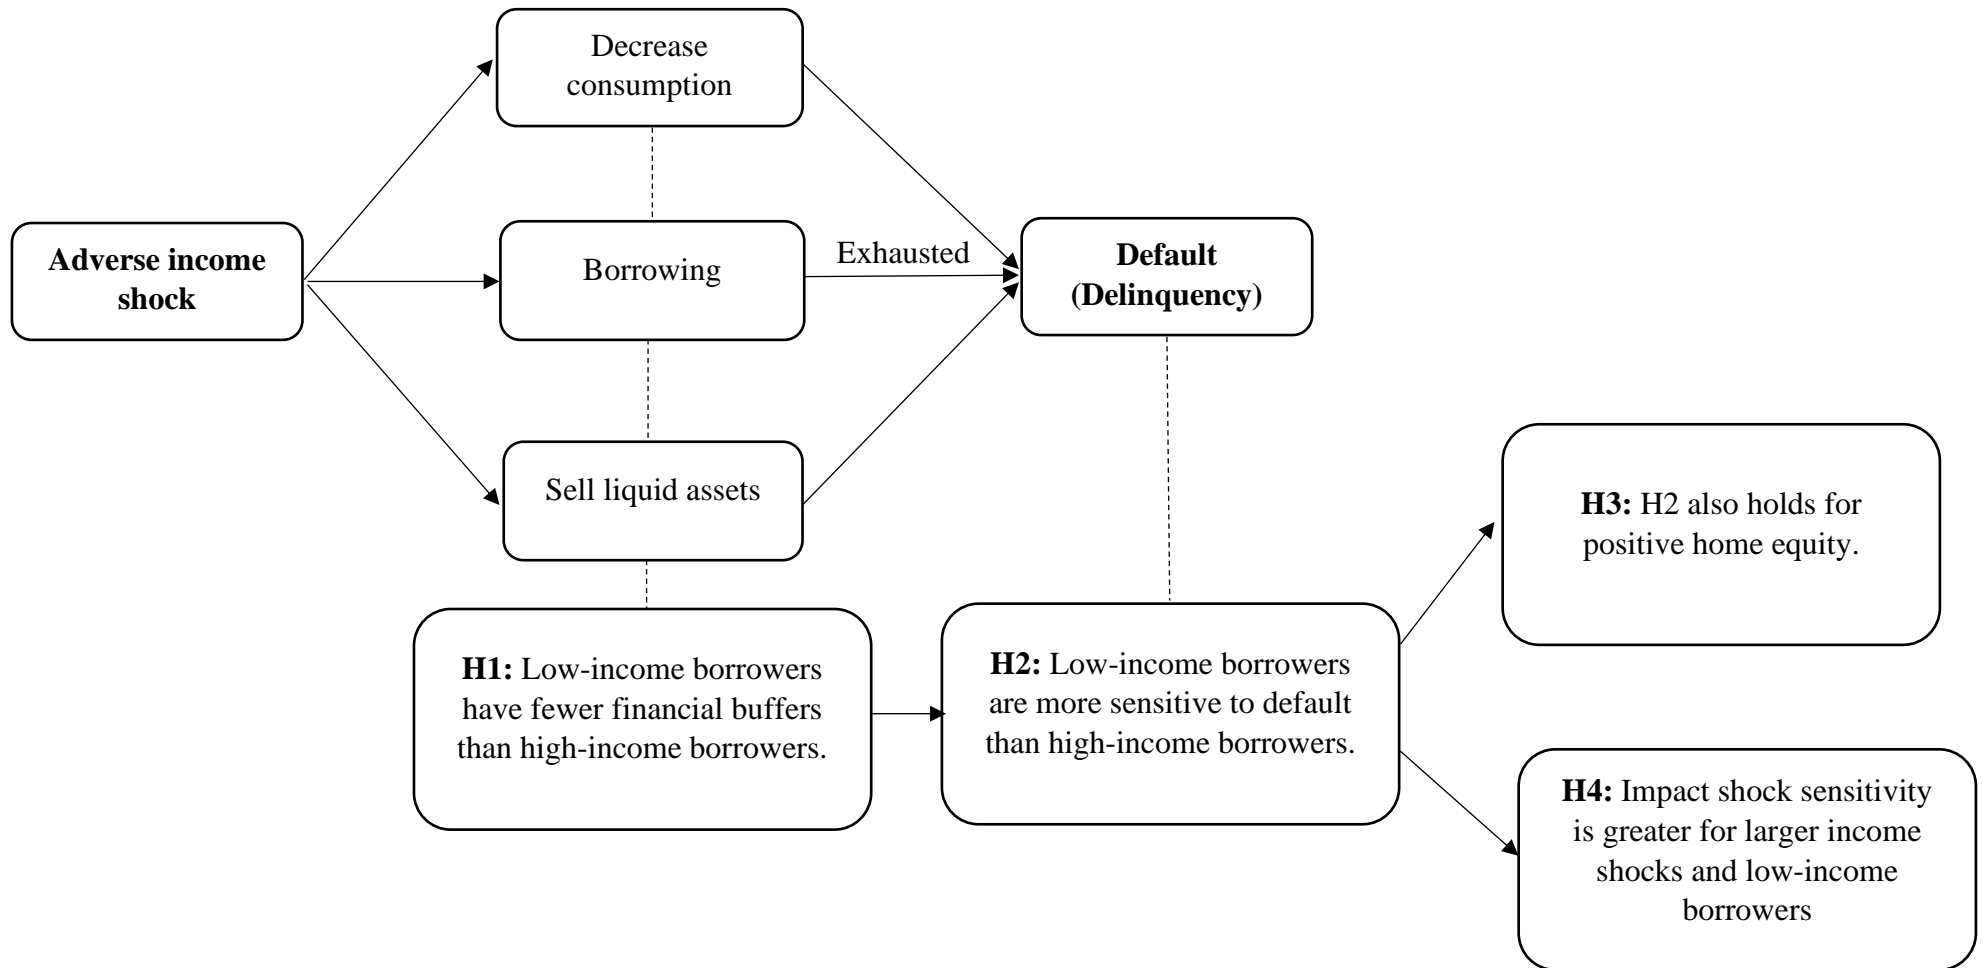 Decrease
consumption
Adverse income
shock
Borrowing
Exhausted
Default
(Delinquency)
Sell liquid assets
H1: Low-income borrowers
have fewer financial buffers
than high-income borrowers.
H2: Low-income borrowers
are more sensitive to default
than high-income borrowers.
H3: H2 also holds for
positive home equity.
H4: Impact shock sensitivity
is greater for larger income
shocks and low-income
borrowers